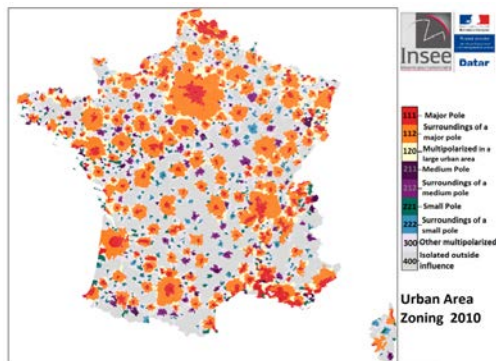 Insee
Datar
111 Major Pole
112 Surroundings of a
major pole
120 Multipolarized in a
large urban area
211 Medium Pole
212 Surroundings of a
medium pole
221 Small Pole
222 Surroundings of a
small pole
300 Other multipolarized
400 Isolated outside
influence
Urban Area
Zoning 2010